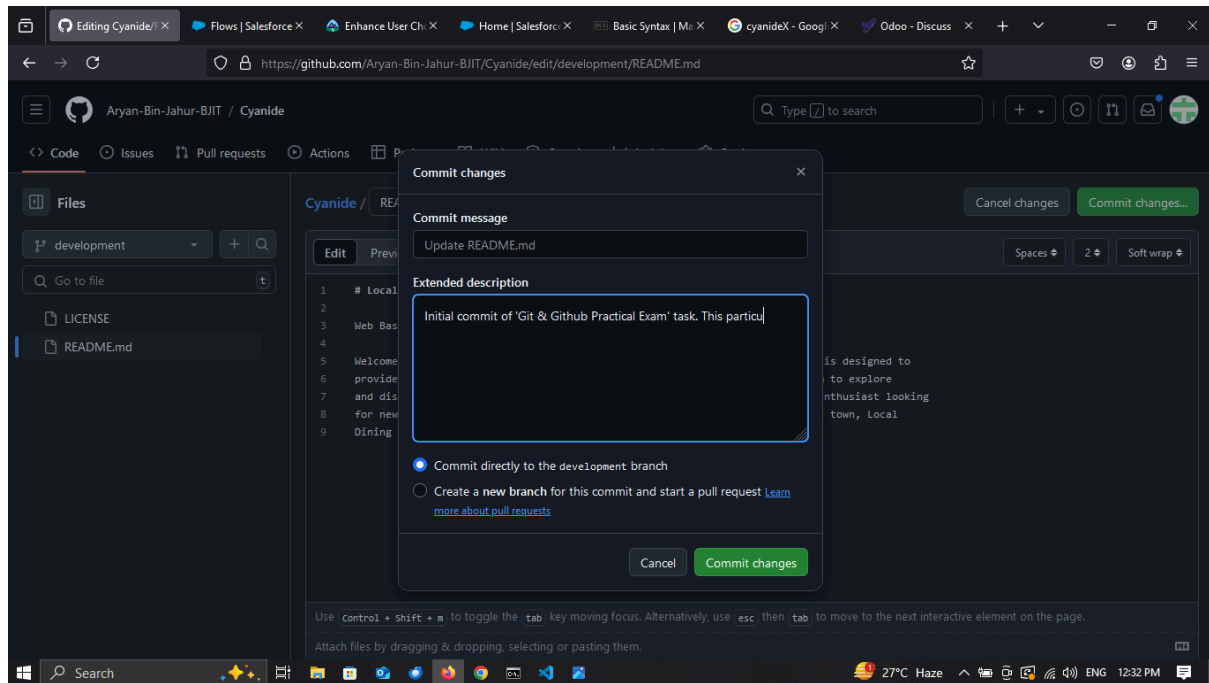 Editing Cyanide/
Flows | Salesforce
Enhance User Ch
Home | Salesforc
Basic Syntax | Ma
cyanideX - Googl
Odoo - Discuss
https://github.com/Aryan-Bin-Jahur-BJIT/Cyanide/edit/development/README.md
Aryan-Bin-Jahur-BJIT / Cyanide
Type / to search
Code
Issues
Pull requests
Actions
Files
Cyanide /
Cancel changes
Commit changes...
development
Go to file
t
LICENSE
README.md
Edit
Previ
Spaces
2
Soft wrap
1 # Local
2
3 Web Bas
4
5 Welcome is designed to
6 provide to explore
7 and dis nthusiast looking
8 for new town, Local
9 Dining
Commit changes
Commit message
Update README.md
Extended description
Initial commit of 'Git & Github Practical Exam' task. This particu
Commit directly to the development branch
Create a new branch for this commit and start a pull request Learn
more about pull requests
Cancel
Commit changes
Use Control + Shift + m to toggle the tab key moving focus. Alternatively, use esc then tab to move to the next interactive element on the page.
Attach files by dragging & dropping, selecting or pasting them.
Search
27°C Haze
ENG
12:32 PM